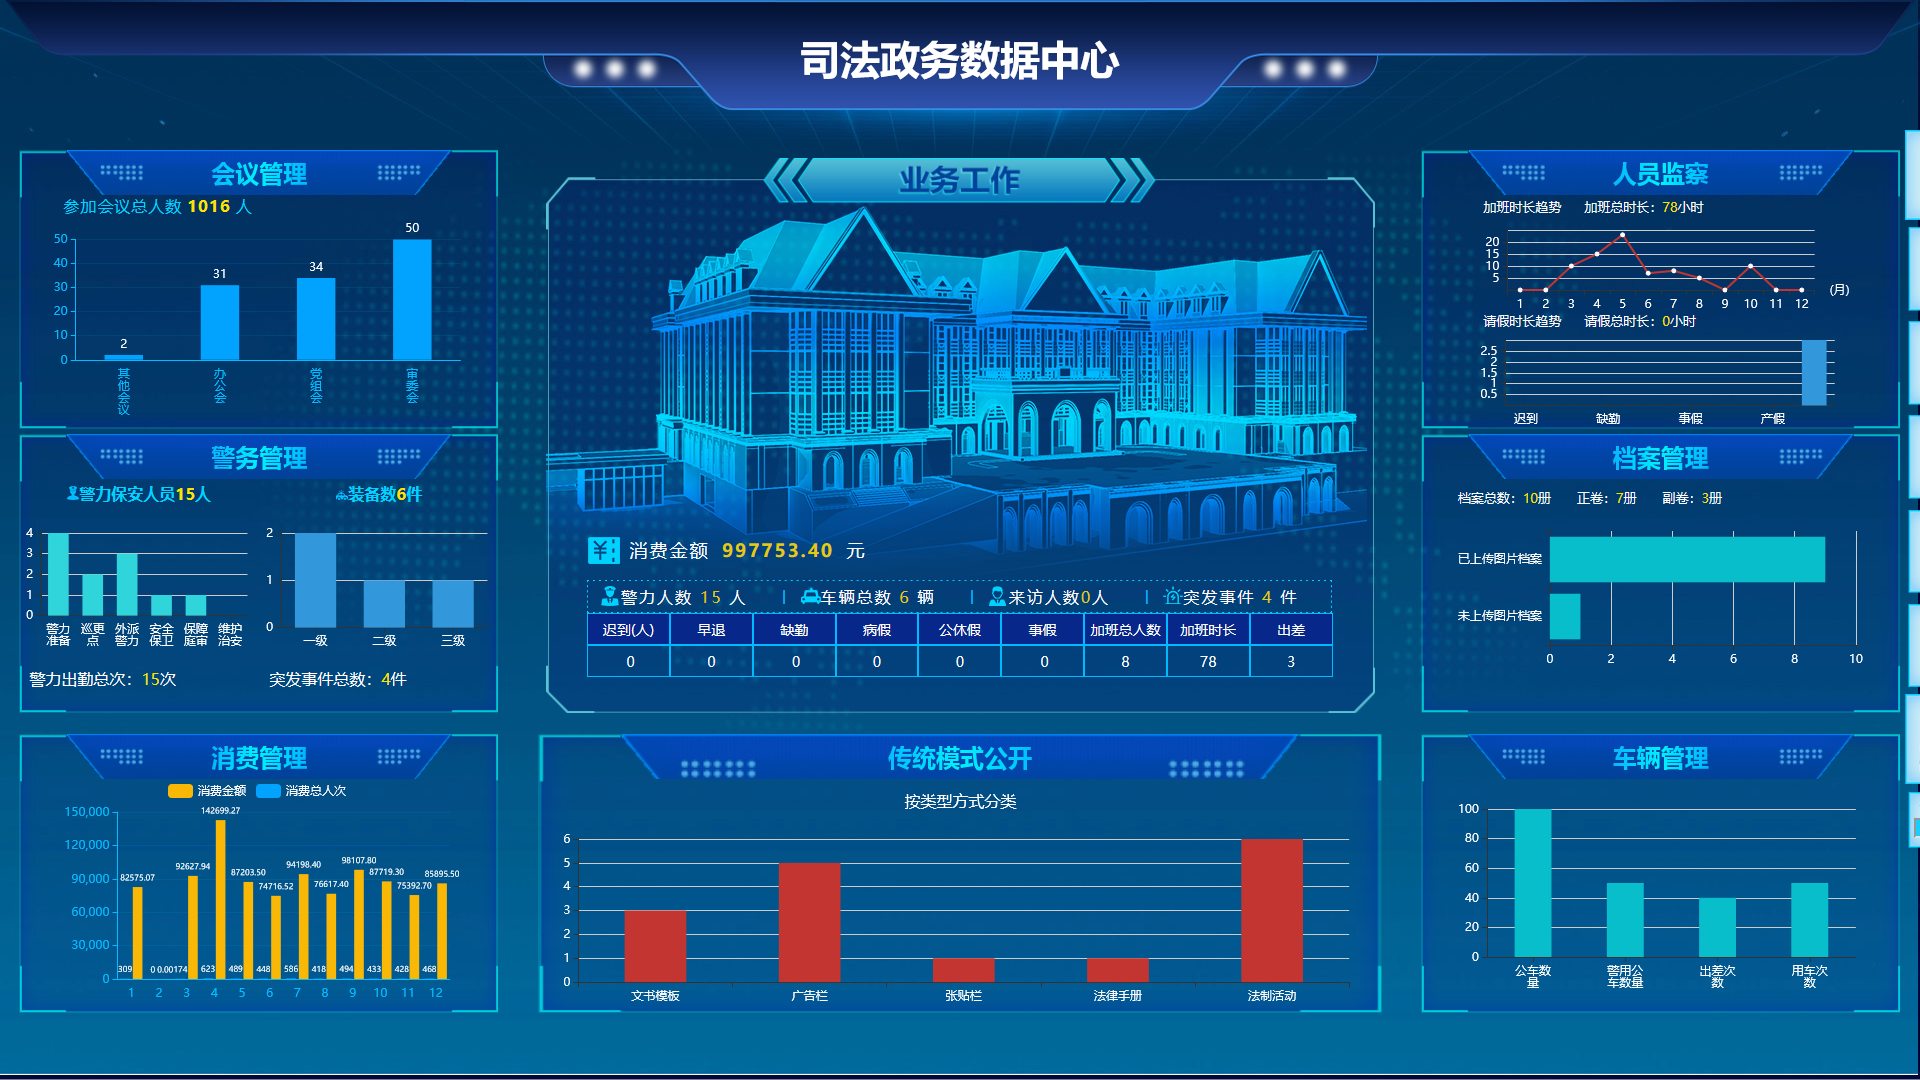 司法政务数据中心
会议管理
参加会议总人数 1016 人
50
40
30
20
10
0
2
31
34
50
其他会议
办公会
党组会
审委会
警务管理
警力保安人员15人
装备数6件
4
3
2
1
0
警力准备
巡更点
外派警力
安全保卫
保障庭审
维护治安
2
1
0
一级
二级
三级
警力出勤总次：15次
突发事件总数：4件
消费管理
消费金额
消费总人次
150,000
120,000
90,000
60,000
30,000
0
82575.07
92627.94
142699.27
87203.50
74716.52
94198.40
76617.40
98107.80
87719.30
75392.70
85895.50
309
0
0.00
174
623
489
448
586
418
494
433
428
468
1 2 3 4 5 6 7 8 9 10 11 12
业务工作
消费金额 997753.40 元
警力人数 15 人 | 车辆总数 6 辆 | 来访人数0人 | 突发事件 4 件
迟到(人) 早退 缺勤 病假 公休假 事假 加班总人数 加班时长 出差
0 0 0 0 0 0 8 78 3
传统模式公开
按类型方式分类
6
5
4
3
2
1
0
文书模板 广告栏 张贴栏 法律手册 法制活动
人员监察
加班时长趋势 加班总时长：78小时
20
15
10
5
1 2 3 4 5 6 7 8 9 10 11 12
(月)
请假时长趋势 请假总时长：0小时
2.5
2
1.5
1
0.5
迟到 缺勤 事假 产假
档案管理
档案总数：10册 正卷：7册 副卷：3册
已上传图片档案
未上传图片档案
0 2 4 6 8 10
车辆管理
100
80
60
40
20
0
公车数量
警用公车数量
出差次数
用车次数